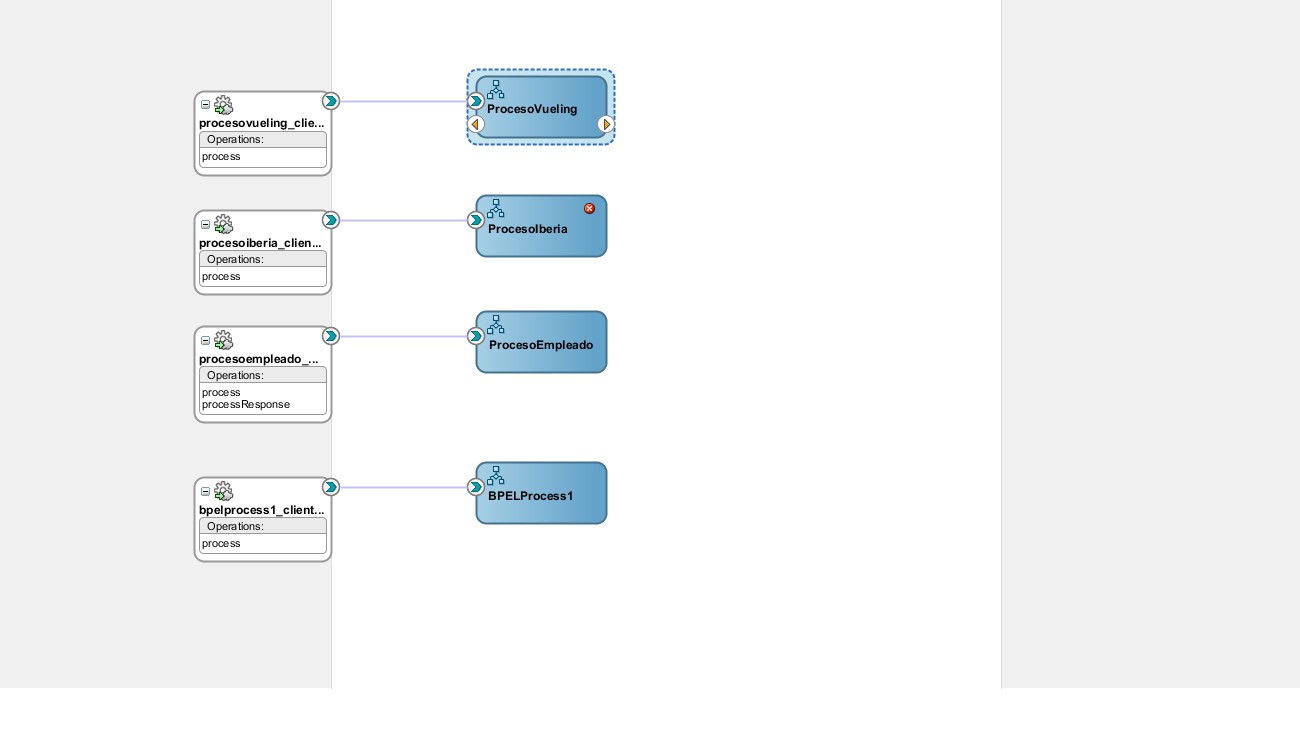 ProcesoVueling
procesovueling_clie...
Operations:
process
ProcesoIberia
procesoiberia_clien...
Operations:
process
ProcesoEmpleado
procesoempleado_...
Operations:
process
processResponse
BPELProcess1
bpelprocess1_client...
Operations:
process